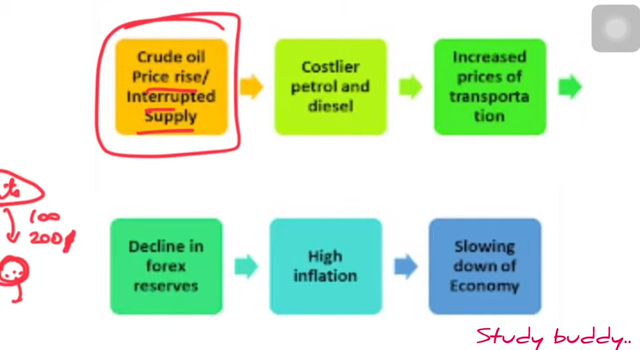 Crude oil
Price rise/
Interrupted
Supply
Costlier
petrol and
diesel
Increased
prices of
transporta
tion
100
200
Decline in
forex
reserves
High
inflation
Slowing
down of
Economy
Study buddy..